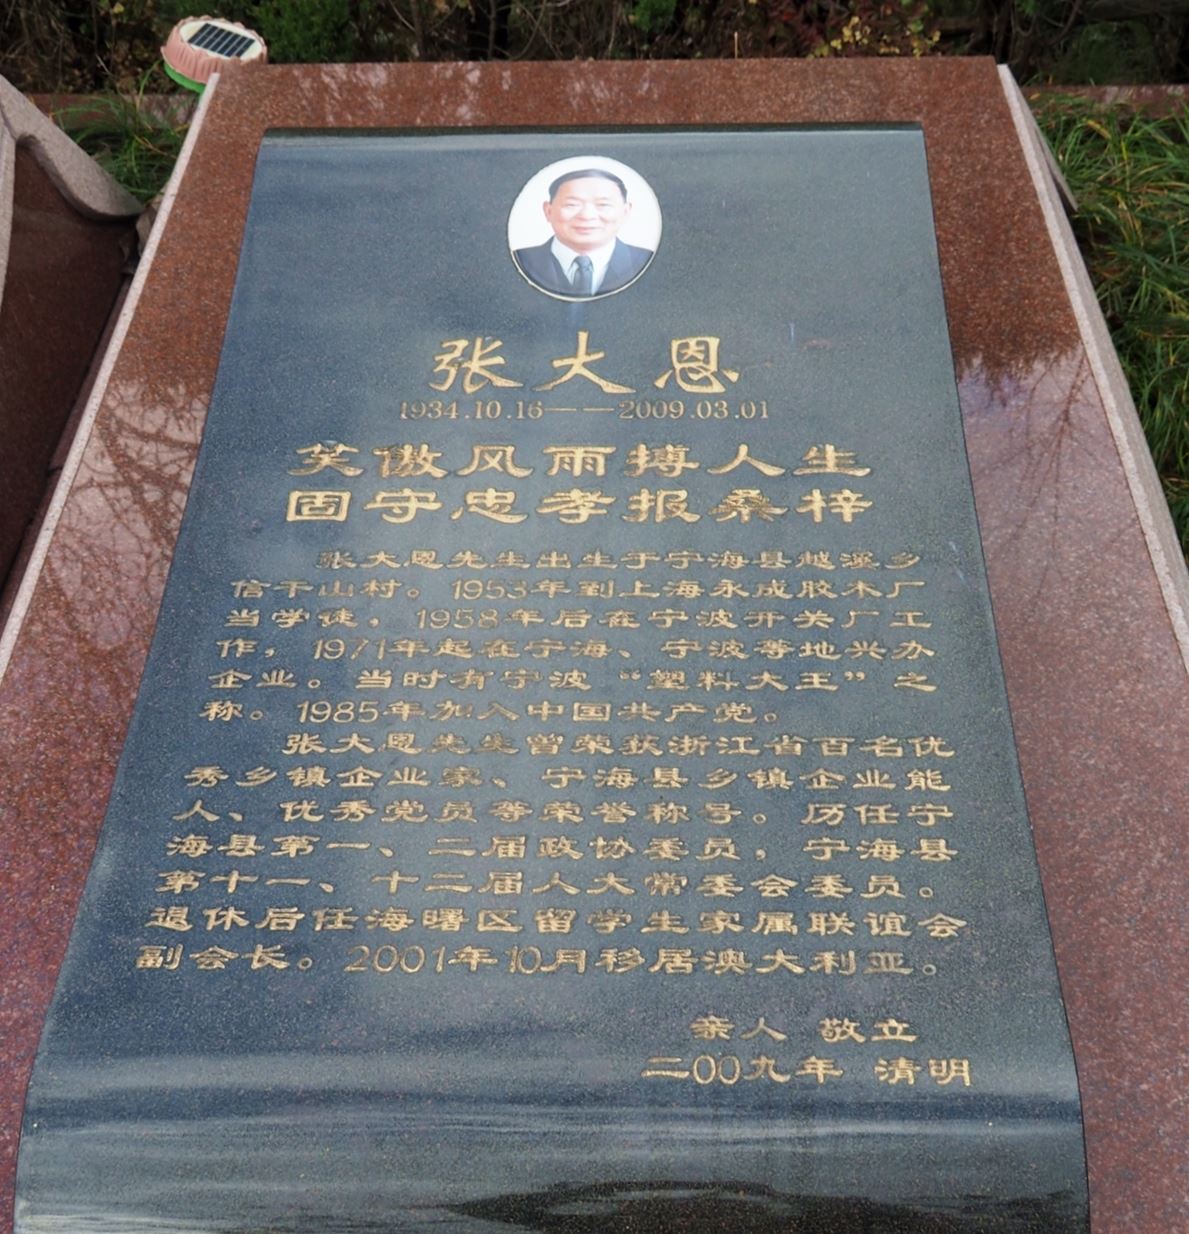 张大恩
1934.10.16——2009.03.01
笑傲风雨搏人生
固守忠孝报桑梓
张大恩先生出生于宁海县越溪乡
信干山村。1953年到上海永成胶木厂
当学徒，1958年后在宁波开关厂工
作，1971年起在宁海、宁波等地兴办
企业。当时有宁波“塑料大王”之
称。1985年加入中国共产党。
张大恩先生曾荣获浙江省百名优
秀乡镇企业家、宁海县乡镇企业能
人、优秀党员等荣誉称号。历任宁
海县第一、二届政协委员，宁海县
第十一、十二届人大常委会委员。
退休后任海曙区留学生家属联谊会
副会长。2001年10月移居澳大利亚。
亲人 敬立
二00九年 清明